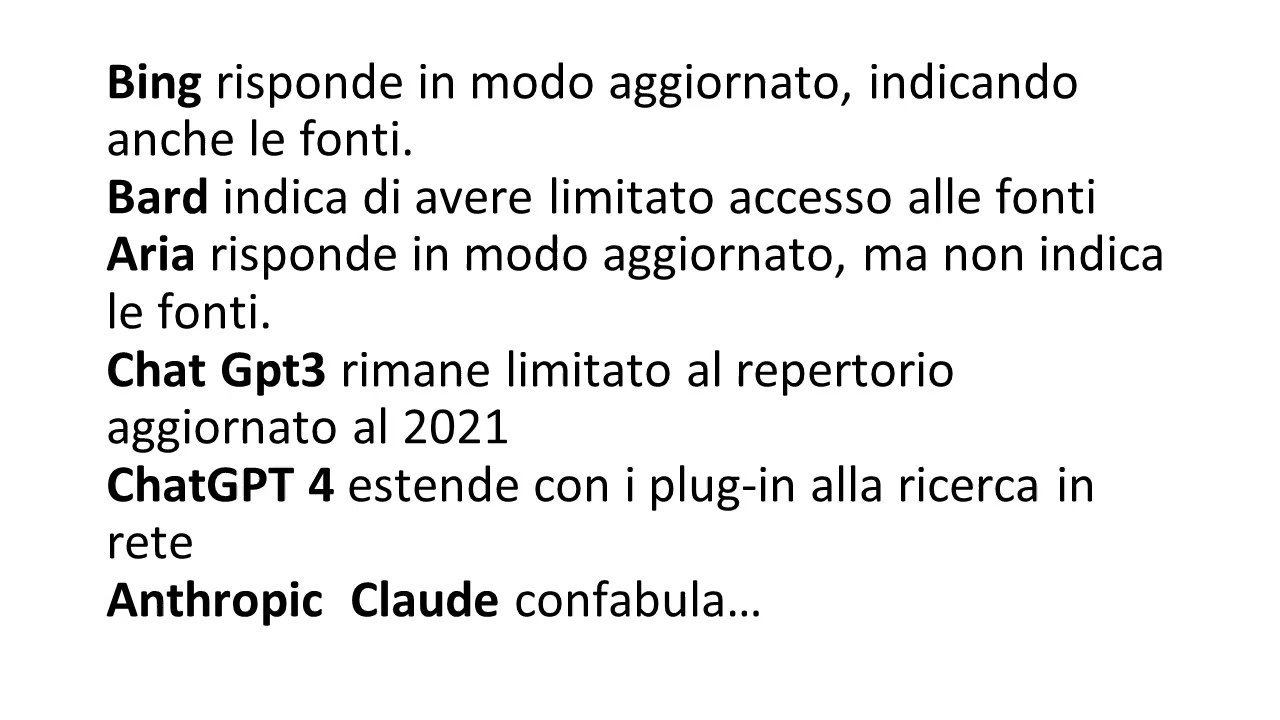 Bing risponde in modo aggiornato, indicando
anche le fonti.
Bard indica di avere limitato accesso alle fonti
Aria risponde in modo aggiornato, ma non indica
le fonti.
Chat Gpt3 rimane limitato al repertorio
aggiornato al 2021
ChatGPT 4 estende con i plug-in alla ricerca in
rete
Anthropic  Claude confabula…